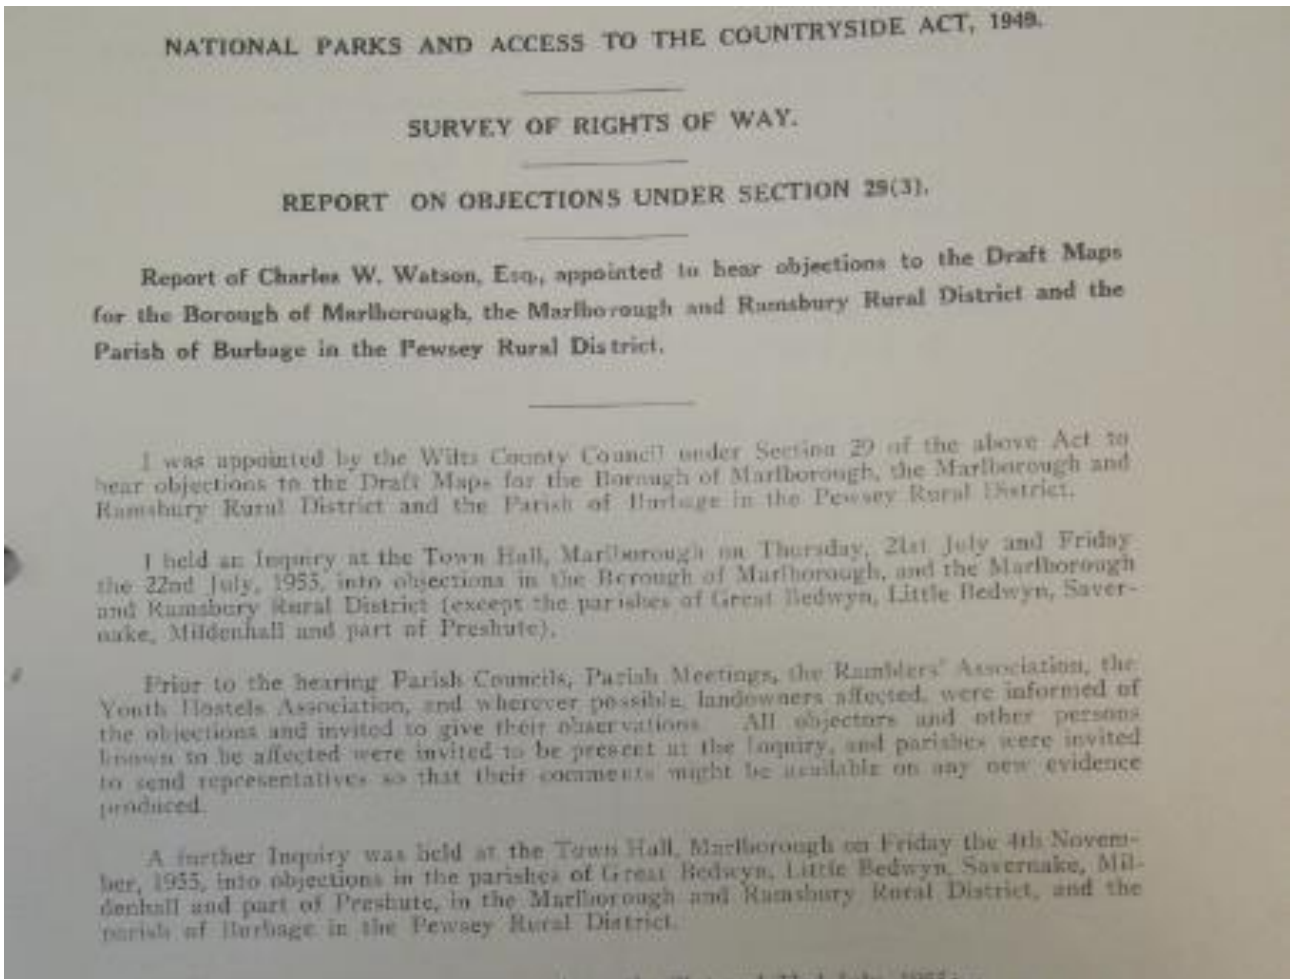 NATIONAL PARKS AND ACCESS TO THE COUNTRYSIDE ACT, 1949.
SURVEY OF RIGHTS OF WAY.
REPORT ON OBJECTIONS UNDER SECTION 29(3).
Report of Charles W. Watson, Esq., appointed to hear objections to the Draft Maps
for the Borough of Marlborough, the Marlborough and Ramsbury Rural District and the
Parish of Burbage in the Pewsey Rural District.
I was appointed by the Wilts County Council under Section 29 of the above Act to
hear objections to the Draft Maps for the Borough of Marlborough, the Marlborough and
Ramsbury Rural District and the Parish of Burbage in the Pewsey Rural District.
I held an Inquiry at the Town Hall, Marlborough on Thursday, 21st July and Friday
the 22nd July, 1955, into objections in the Borough of Marlborough, and the Marlborough
and Ramsbury Rural District (except the parishes of Great Bedwyn, Little Bedwyn, Saver-
nake, Mildenhall and part of Preshute).
Prior to the hearing Parish Councils, Parish Meetings, the Ramblers' Association, the
Youth Hostels Association, and wherever possible, landowners affected, were informed of
the objections and invited to give their observations. All objectors and other persons
known to be affected were invited to be present at the Inquiry, and parishes were invited
to send representatives so that their comments might be available on any new evidence
produced.
A further Inquiry was held at the Town Hall, Marlborough on Friday the 4th Novem-
ber, 1955, into objections in the parishes of Great Bedwyn, Little Bedwyn, Savernake, Mil-
denhall and part of Preshute, in the Marlborough and Ramsbury Rural District, and the
parish of Burbage in the Pewsey Rural District.